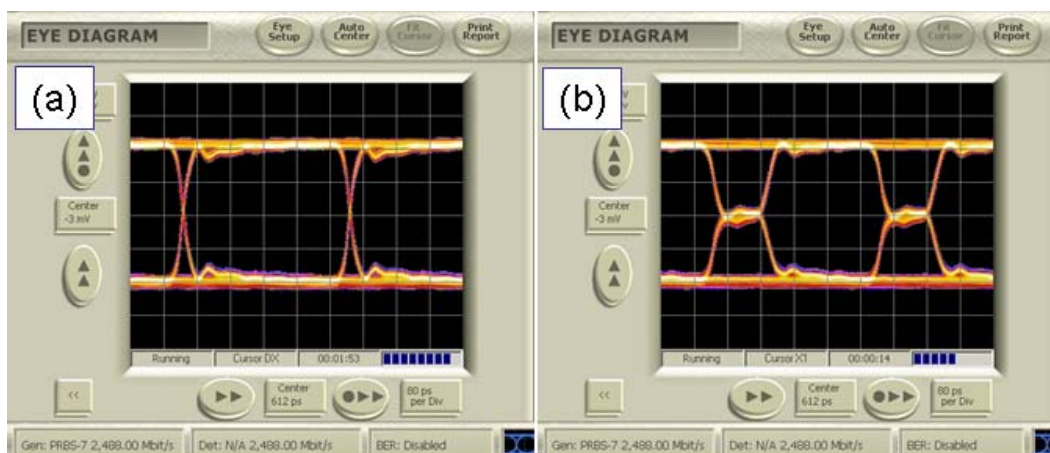 EYE DIAGRAM
Eye Setup
Auto Center
Fit Cursor
Print Report
(a)
Center -3 mV
Running
Cursor DX
00:01:53
<<
Center 612 ps
80 ps per Div
Gen: PRBS-7 2,488.00 Mbit/s
Det: N/A 2,488.00 Mbit/s
BER: Disabled
EYE DIAGRAM
Eye Setup
Auto Center
Fit Cursor
Print Report
(b)
Center -3 mV
Running
Cursor X1
00:00:14
<<
Center 612 ps
80 ps per Div
Gen: PRBS-7 2,488.00 Mbit/s
Det: N/A 2,488.00 Mbit/s
BER: Disabled